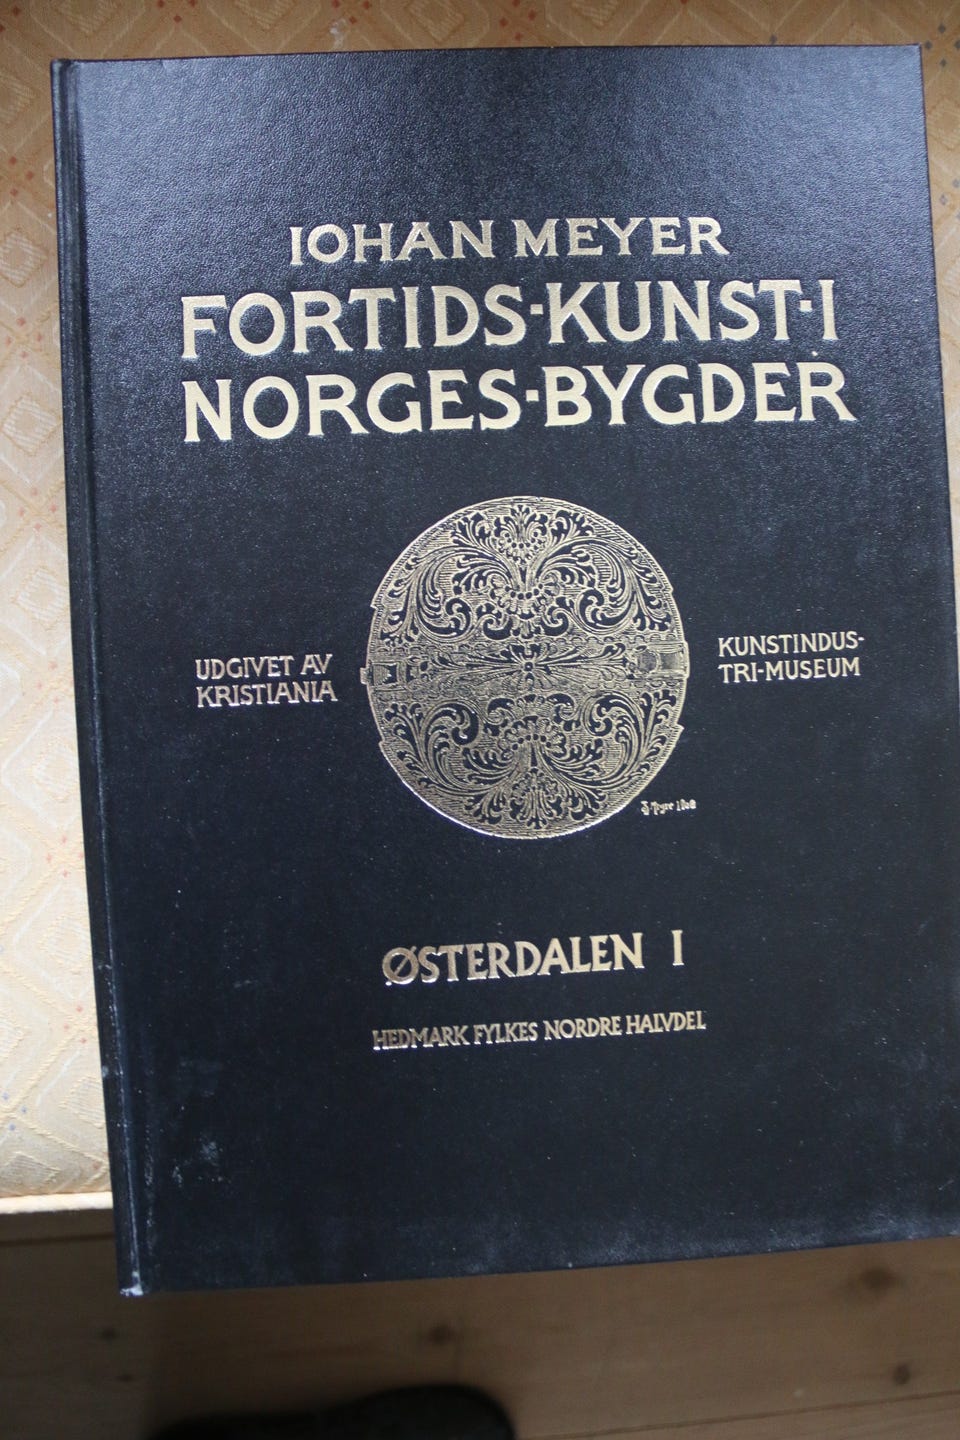 IOHAN MEYER
FORTIDS-KUNST-I
NORGES-BYGDER
UDGIVET AV
KRISTIANIA
KUNSTINDUS-
TRI-MUSEUM
ØSTERDALEN I
HEDMARK FYLKES NORDRE HALVDEL